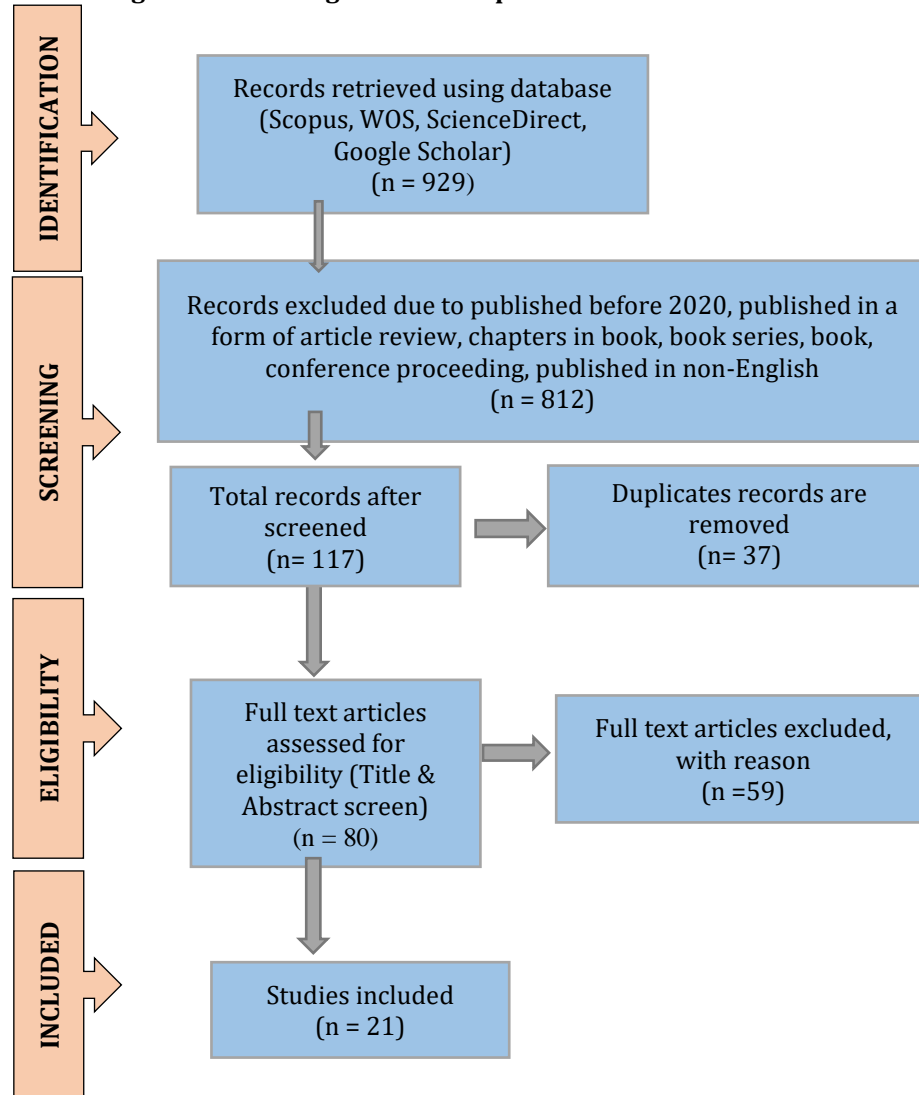 IDENTIFICATION
Records retrieved using database
(Scopus, WOS, ScienceDirect,
Google Scholar)
(n = 929)
SCREENING
Records excluded due to published before 2020, published in a
form of article review, chapters in book, book series, book,
conference proceeding, published in non-English
(n = 812)
Total records after
screened
(n= 117)
Duplicates records are
removed
(n= 37)
ELIGIBILITY
Full text articles
assessed for
eligibility (Title &
Abstract screen)
(n = 80)
Full text articles excluded,
with reason
(n =59)
INCLUDED
Studies included
(n = 21)